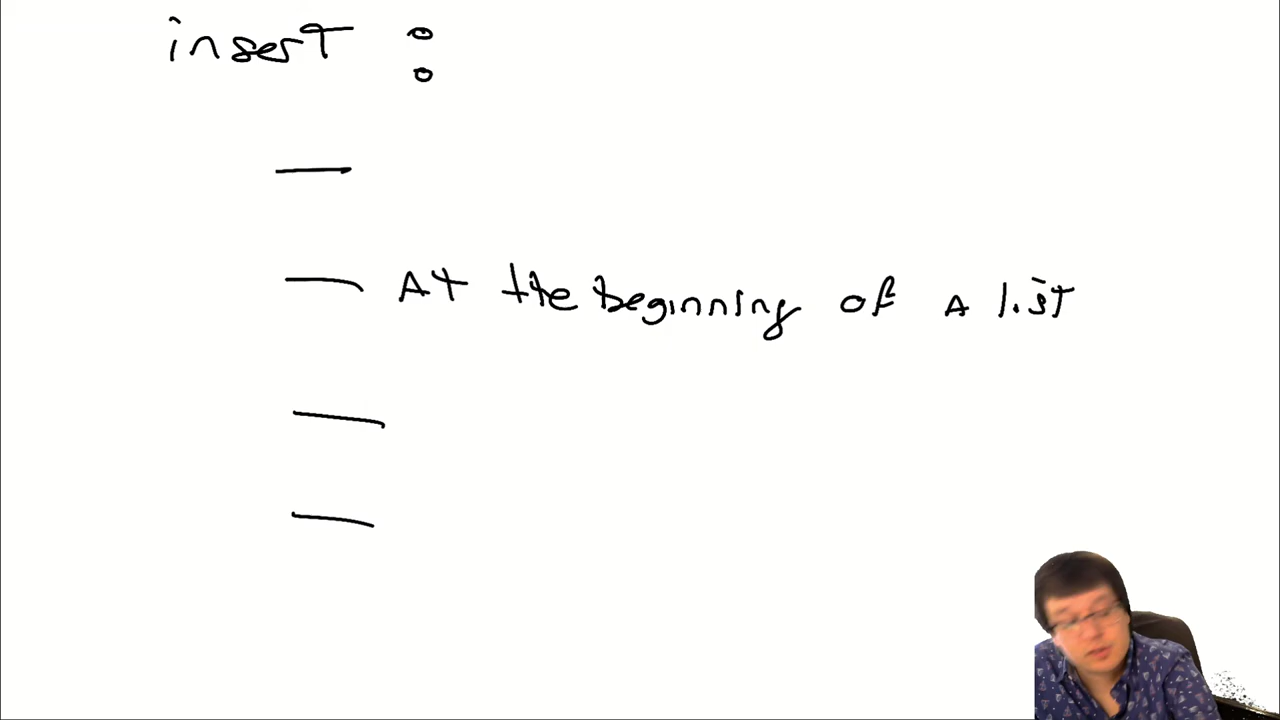 insert :
—
— At the beginning of a list
—
—